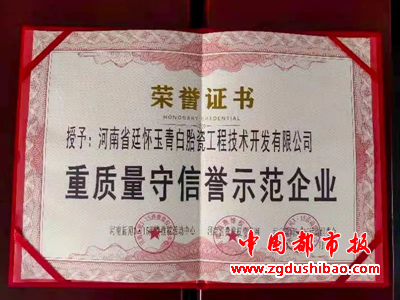 荣誉证书
HONORARY CREDENTIAL
授予：河南省廷怀玉青白胎瓷工程技术开发有限公司
重质量守信誉示范企业
中国都市报
www.zgdushibao.com